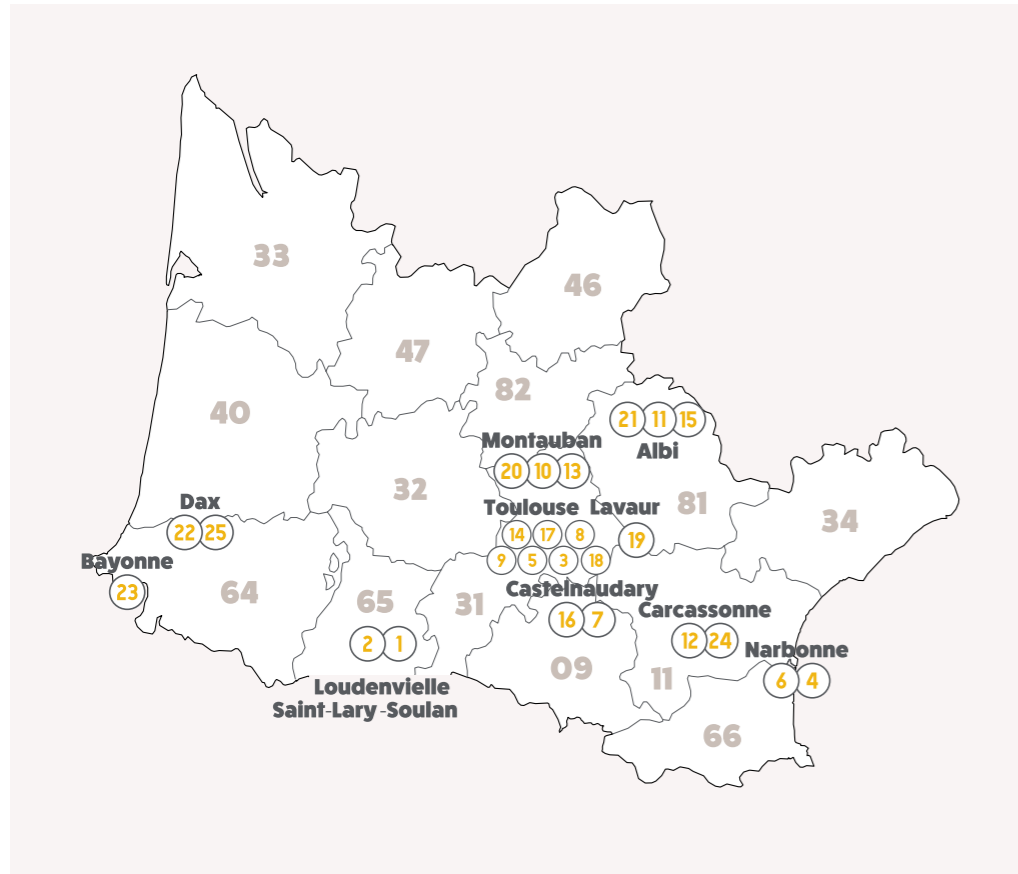 33
46
47
82
40
21 11 15
Montauban
Albi
20 10 13
32
81
Dax
Toulouse Lavaur
34
22 25
14 17 8
19
Bayonne
9 5 3 18
23
64
Castelnaudary
65
31
16 7
Carcassonne
2 1
12 24
Narbonne
09
11
6 4
Loudenvielle
Saint-Lary-Soulan
66